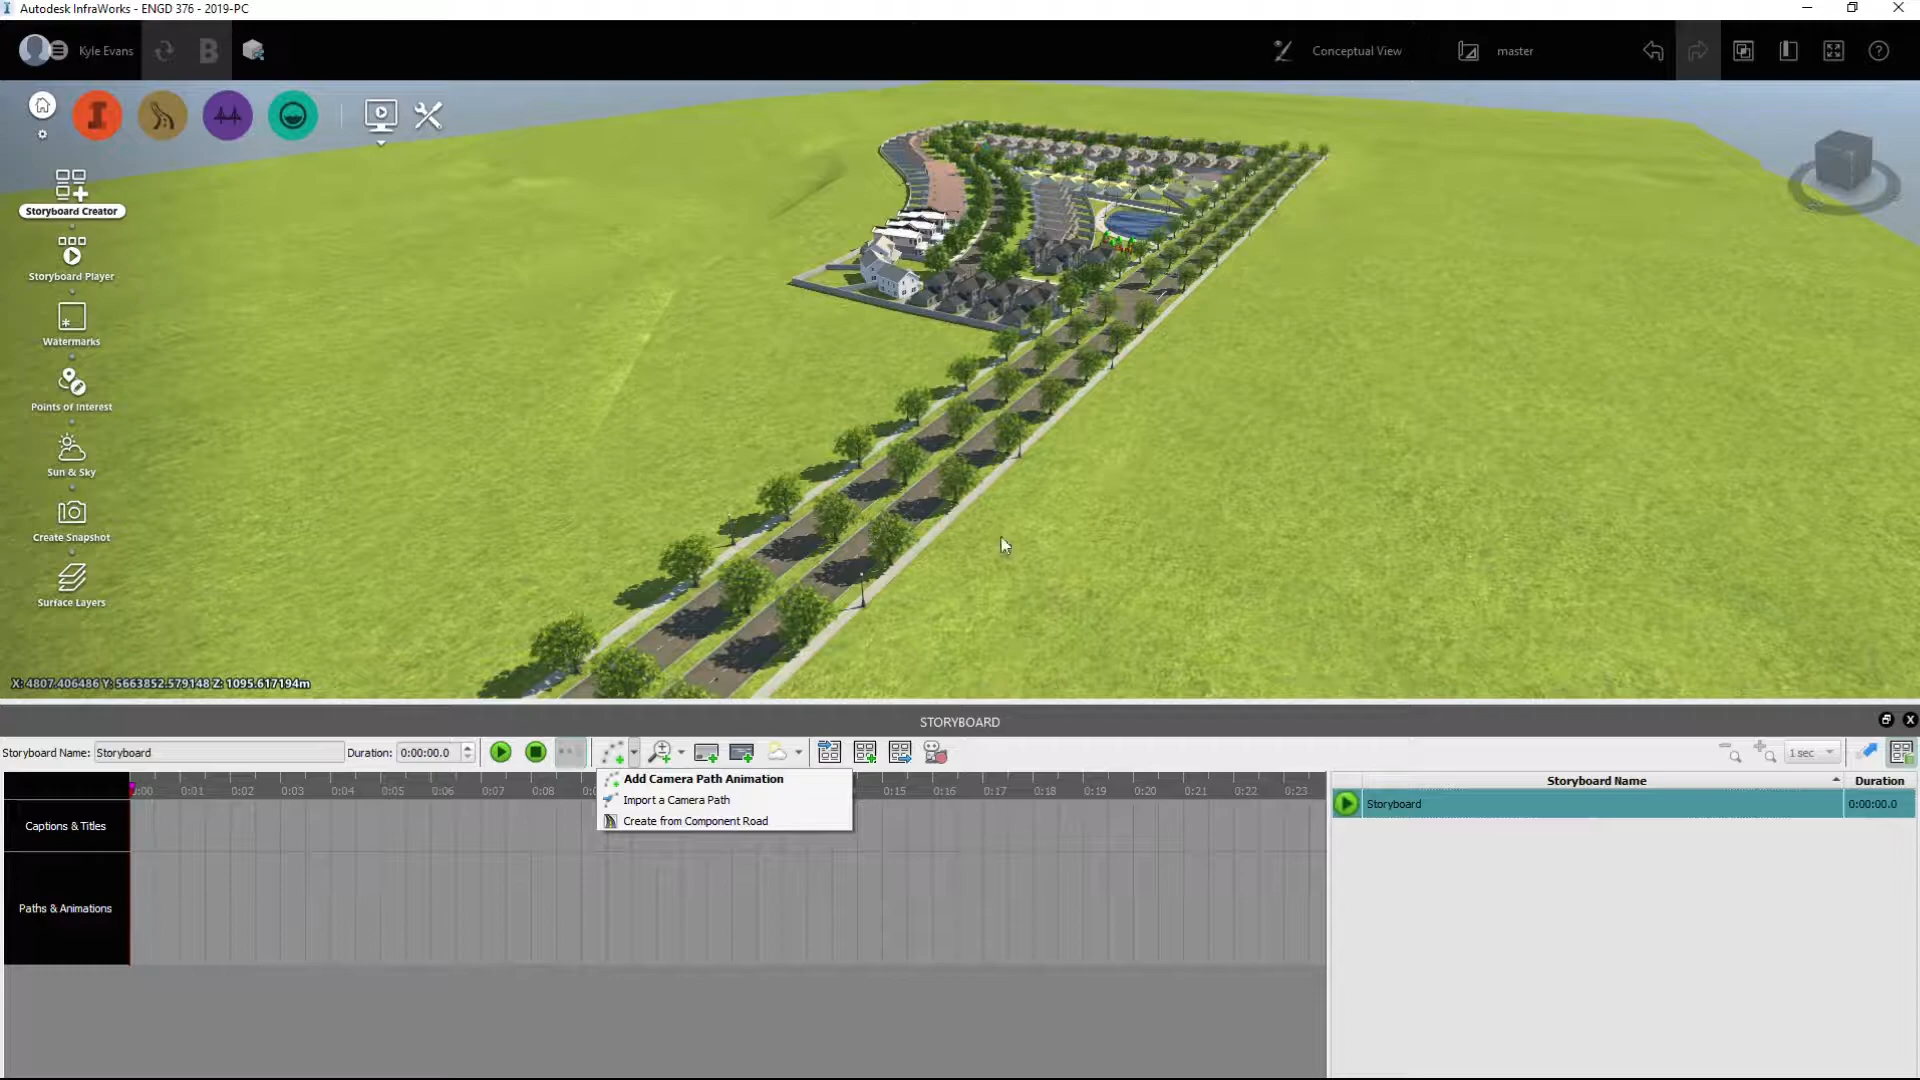 Autodesk InfraWorks - ENGD 376 - 2019-PC
Kyle Evans
B
Conceptual View
master
Storyboard Creator
Storyboard Player
Watermarks
Points of Interest
Sun & Sky
Create Snapshot
Surface Layers
X: 4807.406486 Y: 5663852.579148 Z: 1095.617194m
STORYBOARD
Storyboard Name: Storyboard Duration: 0:00:00.0
1 sec
Add Camera Path Animation
Import a Camera Path
Create from Component Road
0:00 0:01 0:02 0:03 0:04 0:05 0:06 0:07 0:08 0:15 0:16 0:17 0:18 0:19 0:20 0:21 0:22 0:23
Captions & Titles
Paths & Animations
Storyboard Name Duration
Storyboard 0:00:00.0